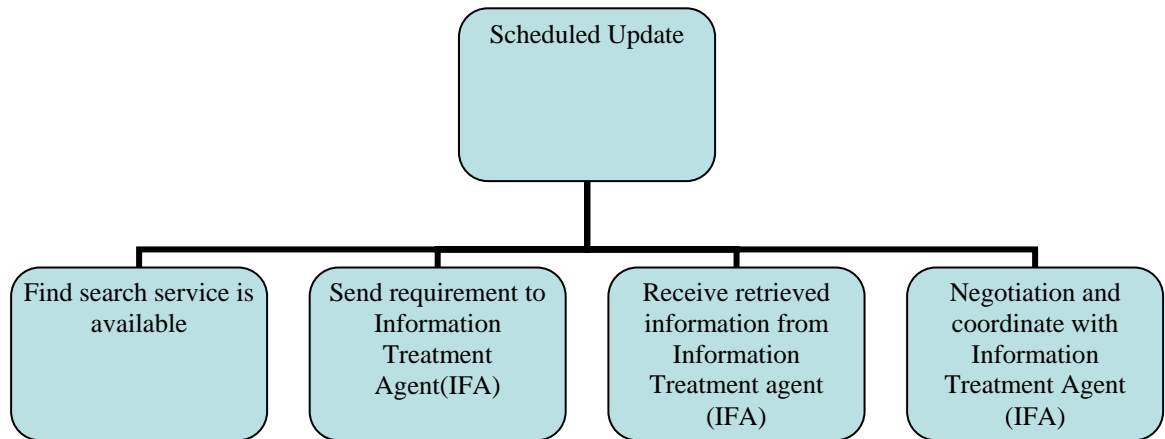 Scheduled Update
Find search service is
available
Send requirement to
Information
Treatment
Agent(IFA)
Receive retrieved
information from
Information
Treatment agent
(IFA)
Negotiation and
coordinate with
Information
Treatment Agent
(IFA)